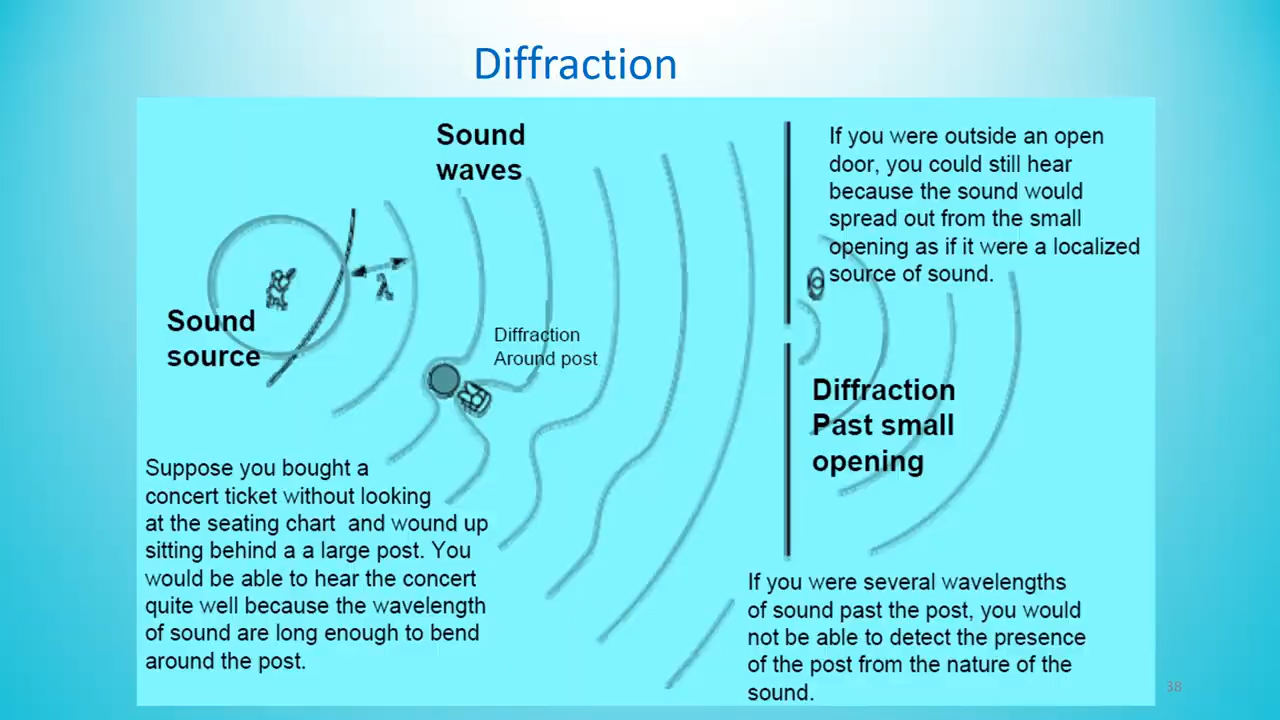 Diffraction
Sound
waves
If you were outside an open
door, you could still hear
because the sound would
spread out from the small
opening as if it were a localized
source of sound.
λ
Sound
source
Diffraction
Around post
Diffraction
Past small
opening
Suppose you bought a
concert ticket without looking
at the seating chart and wound up
sitting behind a a large post. You
would be able to hear the concert
quite well because the wavelength
of sound are long enough to bend
around the post.
If you were several wavelengths
of sound past the post, you would
not be able to detect the presence
of the post from the nature of the
sound.
38